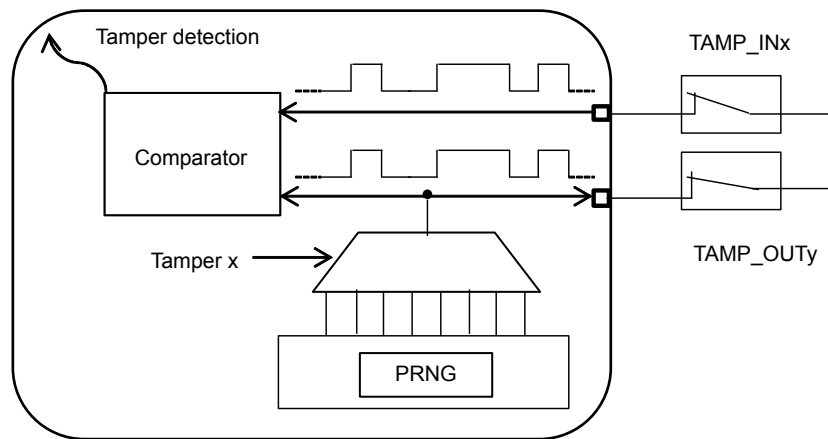 Tamper detection
TAMP_INx
Comparator
Tamper x
TAMP_OUTy
PRNG